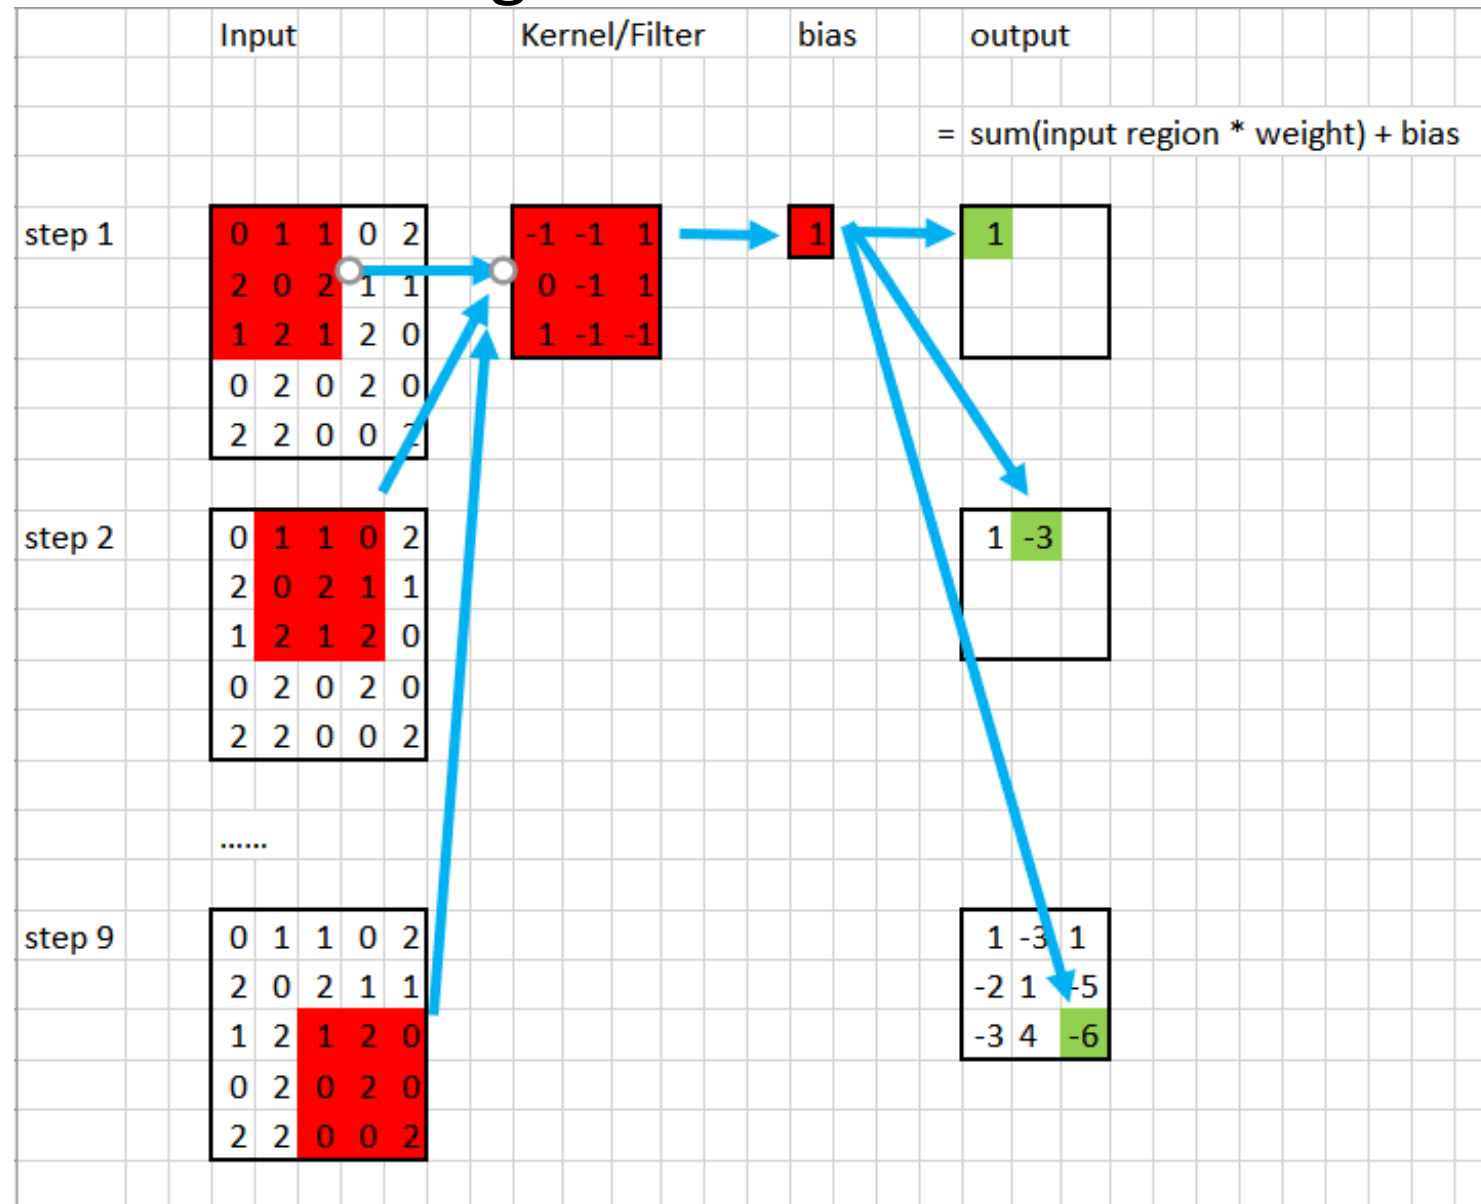 Input Kernel/Filter bias output
= sum(input region * weight) + bias
step 1 0 1 1 0 2 -1 -1 1 1 1
2 0 2 1 1 0 -1 1
1 2 1 2 0 1 -1 -1
0 2 0 2 0
2 2 0 0 2
step 2 0 1 1 0 2 1 -3
2 0 2 1 1
1 2 1 2 0
0 2 0 2 0
2 2 0 0 2
......
step 9 0 1 1 0 2 1 -3 1
2 0 2 1 1 -2 1 -5
1 2 1 2 0 -3 4 -6
0 2 0 2 0
2 2 0 0 2